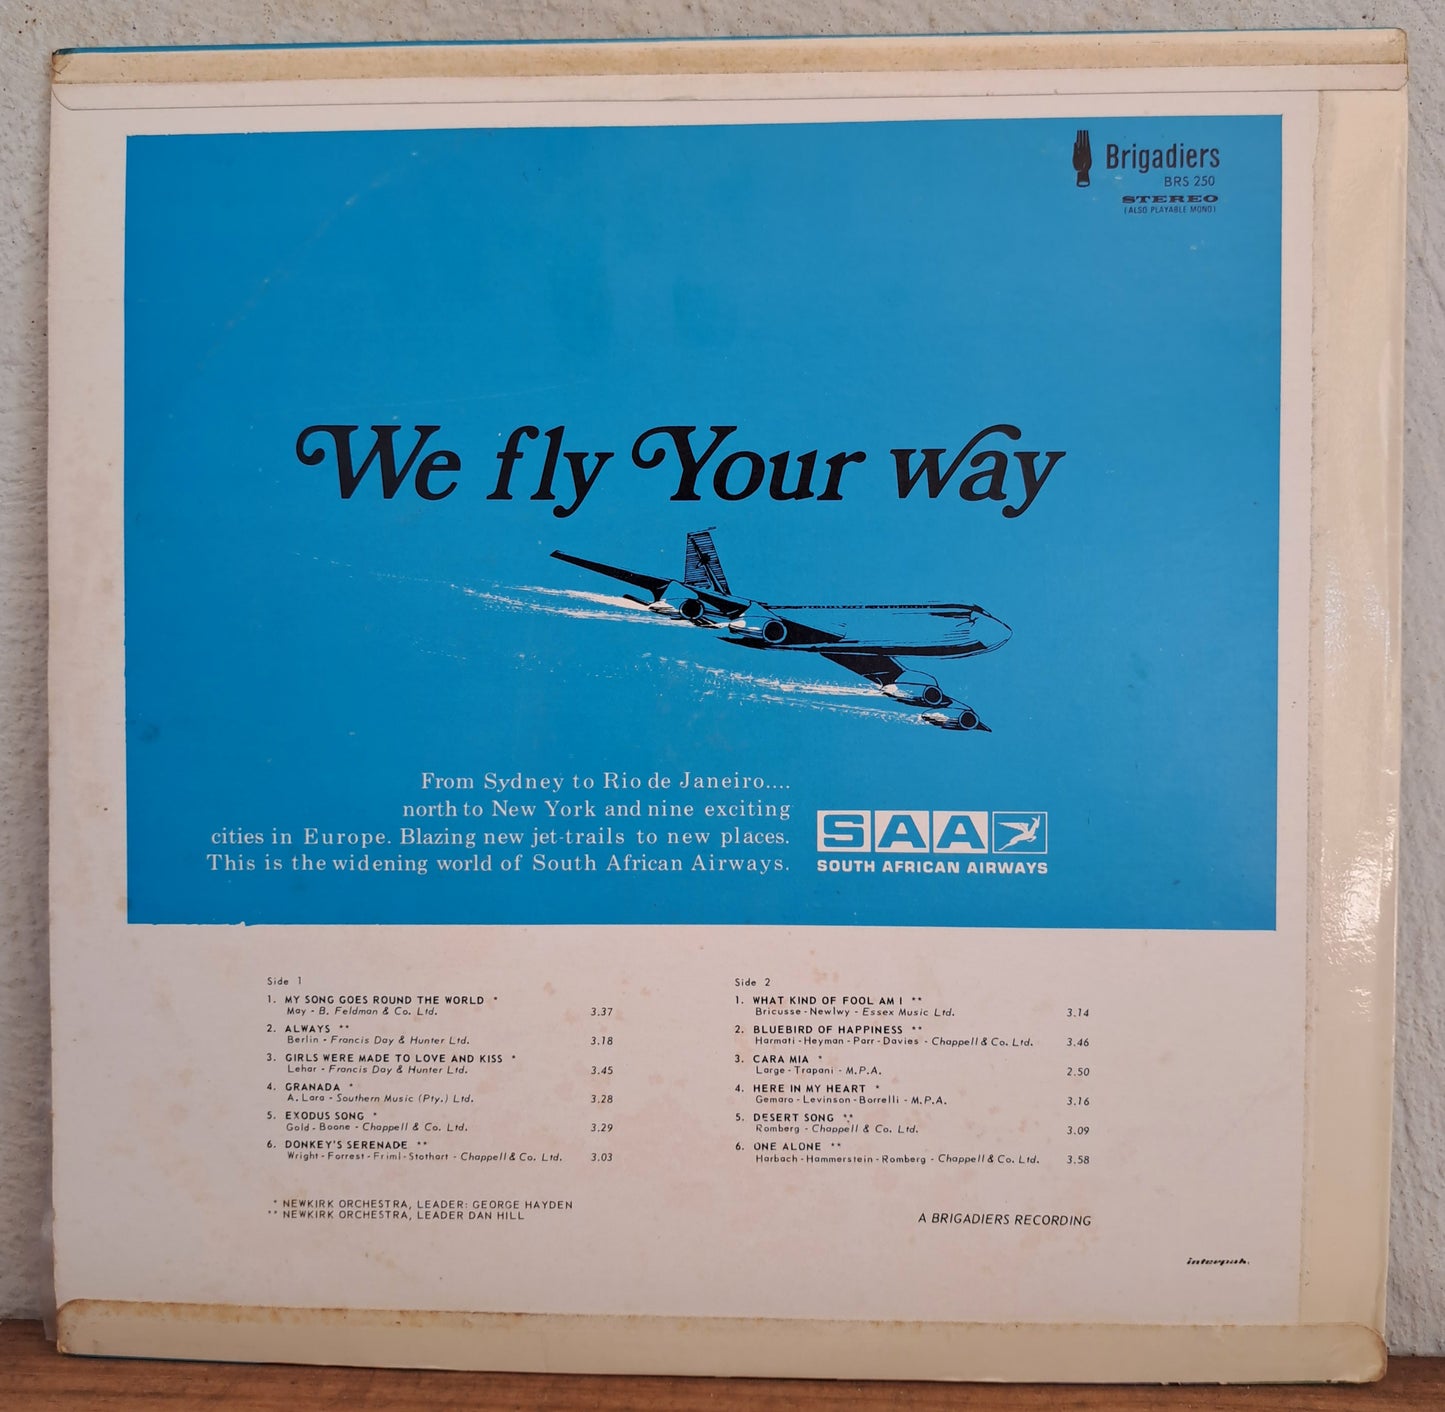 Brigadiers
BRS 250
STEREO
(ALSO PLAYABLE MONO)
We fly Your way
From Sydney to Rio de Janeiro....
north to New York and nine exciting
cities in Europe. Blazing new jet-trails to new places.
This is the widening world of South African Airways.
SAA
SOUTH AFRICAN AIRWAYS
Side 1
1. MY SONG GOES ROUND THE WORLD *
May - B. Feldman & Co. Ltd. 3.37
2. ALWAYS **
Berlin - Francis Day & Hunter Ltd. 3.18
3. GIRLS WERE MADE TO LOVE AND KISS *
Lehar - Francis Day & Hunter Ltd. 3.45
4. GRANADA *
A. Lara - Southern Music (Pty.) Ltd. 3.28
5. EXODUS SONG *
Gold - Boone - Chappell & Co. Ltd. 3.29
6. DONKEY'S SERENADE **
Wright - Forrest - Friml - Stothart - Chappell & Co. Ltd. 3.03
* NEWKIRK ORCHESTRA, LEADER: GEORGE HAYDEN
** NEWKIRK ORCHESTRA, LEADER DAN HILL
Side 2
1. WHAT KIND OF FOOL AM I **
Bricusse - Newlwy - Essex Music Ltd. 3.14
2. BLUEBIRD OF HAPPINESS **
Harmati - Heyman - Parr - Davies - Chappell & Co. Ltd. 3.46
3. CARA MIA *
Large - Trapani - M.P.A. 2.50
4. HERE IN MY HEART *
Gemaro - Levinson - Borrelli - M.P.A. 3.16
5. DESERT SONG **
Romberg - Chappell & Co. Ltd. 3.09
6. ONE ALONE **
Harbach - Hammerstein - Romberg - Chappell & Co. Ltd. 3.58
A BRIGADIERS RECORDING
interpak.